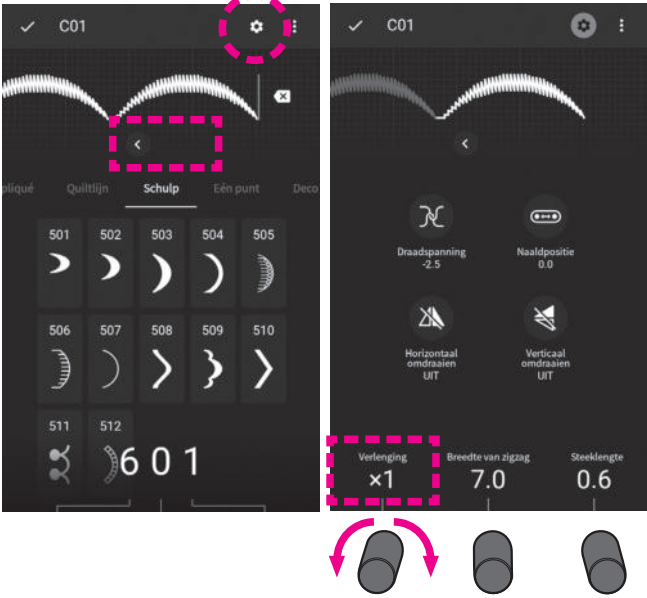 C01
pliqué Quiltlijn Schulp Eén punt Deco
501 502 503 504 505
506 507 508 509 510
511 512
6 0 1
C01
Draadspanning
-2.5
Naaldpositie
0.0
Horizontaal
omdraaien
UIT
Verticaal
omdraaien
UIT
Verlenging
×1
Breedte van zigzag
7.0
Steeklengte
0.6